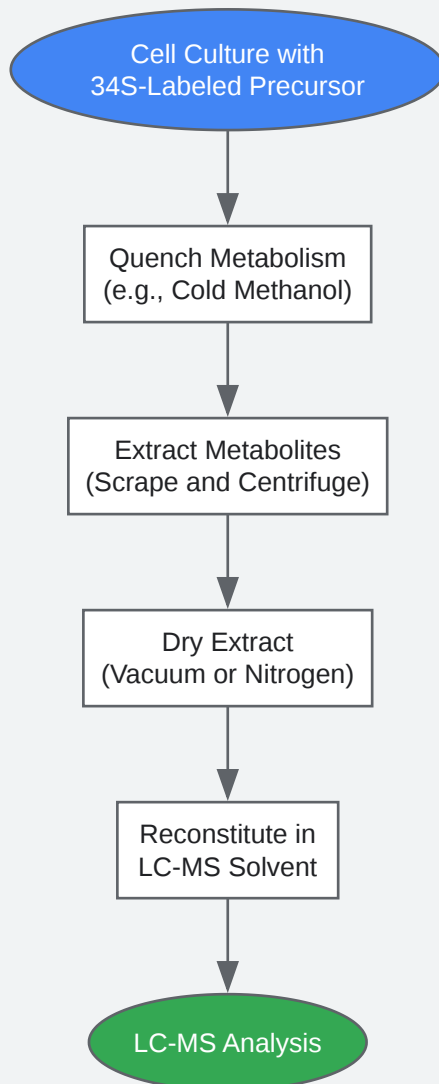 Cell Culture with
34S-Labeled Precursor
Quench Metabolism
(e.g., Cold Methanol)
Extract Metabolites
(Scrape and Centrifuge)
Dry Extract
(Vacuum or Nitrogen)
Reconstitute in
LC-MS Solvent
LC-MS Analysis